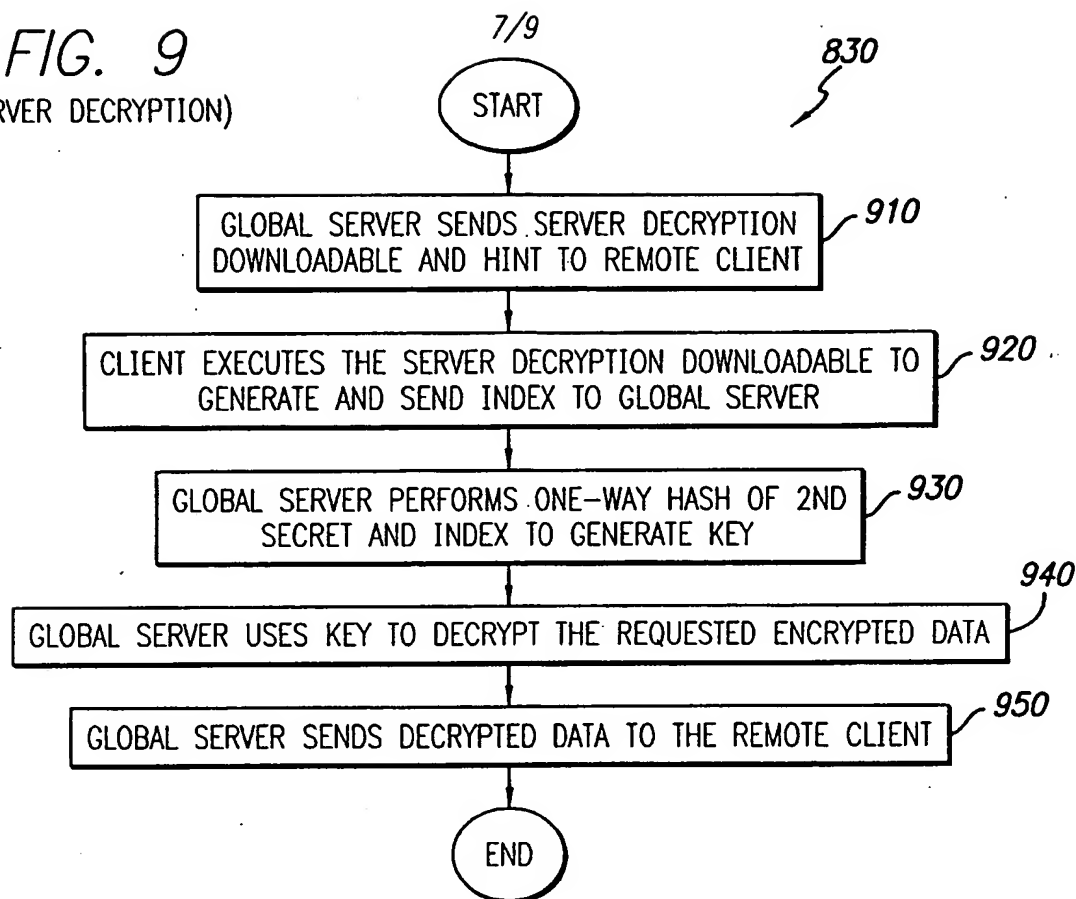 FIG. 9
RVER DECRYPTION)
7/9
830
START
GLOBAL SERVER SENDS SERVER DECRYPTION
DOWNLOADABLE AND HINT TO REMOTE CLIENT
910
CLIENT EXECUTES THE SERVER DECRYPTION DOWNLOADABLE TO
GENERATE AND SEND INDEX TO GLOBAL SERVER
920
GLOBAL SERVER PERFORMS ONE-WAY HASH OF 2ND
SECRET AND INDEX TO GENERATE KEY
930
GLOBAL SERVER USES KEY TO DECRYPT THE REQUESTED ENCRYPTED DATA
940
GLOBAL SERVER SENDS DECRYPTED DATA TO THE REMOTE CLIENT
950
END